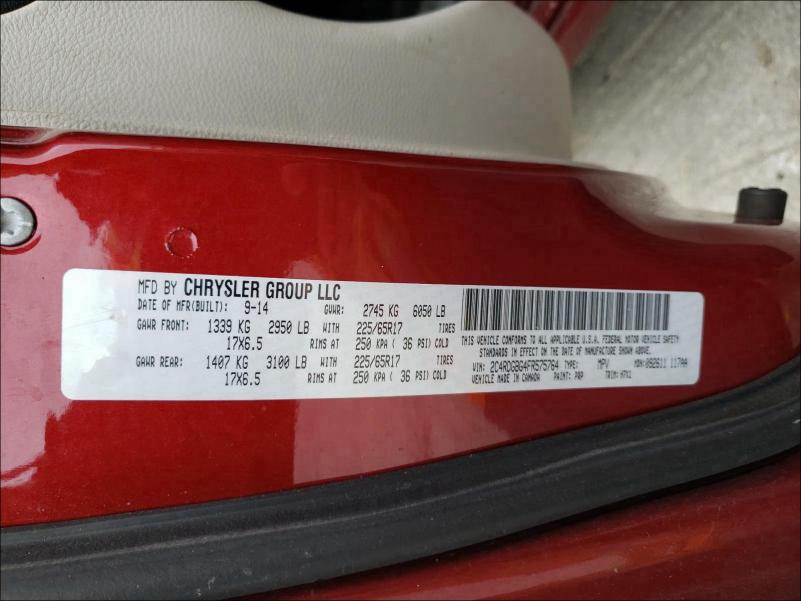 MFD BY CHRYSLER GROUP LLC
DATE OF MFR(BUILT): 9-14 GVWR: 2745 KG 6050 LB
GAWR FRONT: 1339 KG 2950 LB WITH 225/65R17 TIRES
17X6.5 RIMS AT 250 KPA ( 36 PSI) COLD
GAWR REAR: 1407 KG 3100 LB WITH 225/65R17 TIRES
17X6.5 RIMS AT 250 KPA ( 36 PSI) COLD
THIS VEHICLE CONFORMS TO ALL APPLICABLE U.S.A. FEDERAL MOTOR VEHICLE SAFETY
STANDARDS IN EFFECT ON THE DATE OF MANUFACTURE SHOWN ABOVE.
VIN: 2C4RDGBG4FR575764 TYPE: MPV MDH: 092611 117AA
VEHICLE MADE IN CANADA PAINT: PRP TRIM: